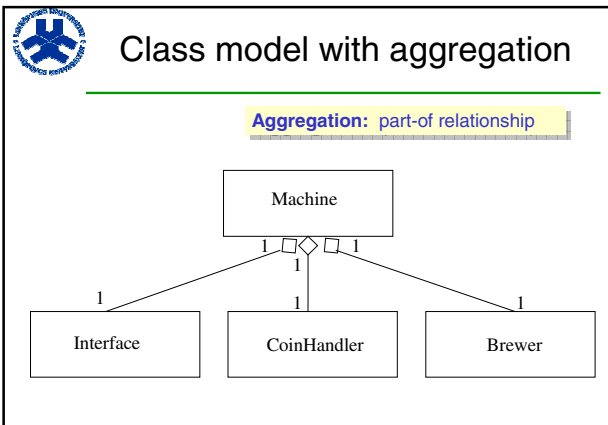 Class model with aggregation
Aggregation: part-of relationship
Machine
1 1
1
1 1 1
Interface CoinHandler Brewer